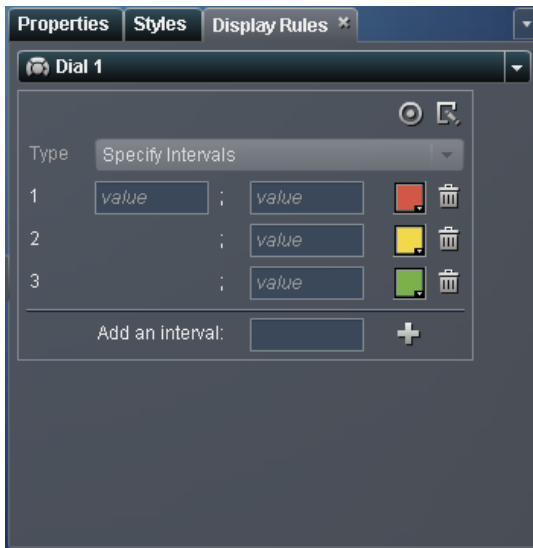 Properties Styles Display Rules
Dial 1
Type Specify Intervals
1 value ; value
2 ; value
3 ; value
Add an interval: